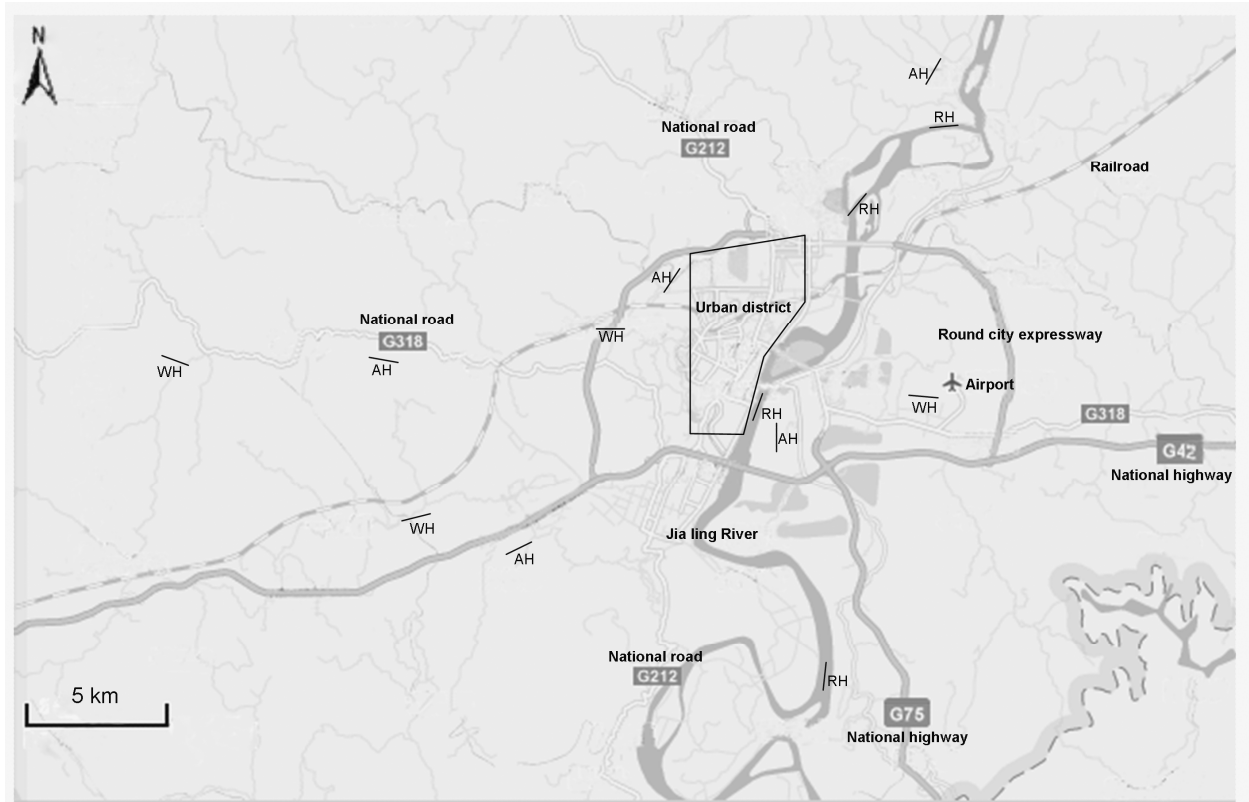 N
AH
RH
National road
G212
Railroad
RH
AH
Urban district
National road
G318
WH
Round city expressway
WH
AH
Airport
WH
RH
G318
AH
G42
National highway
WH
Jia ling River
AH
National road
G212
RH
5 km
G75
National highway